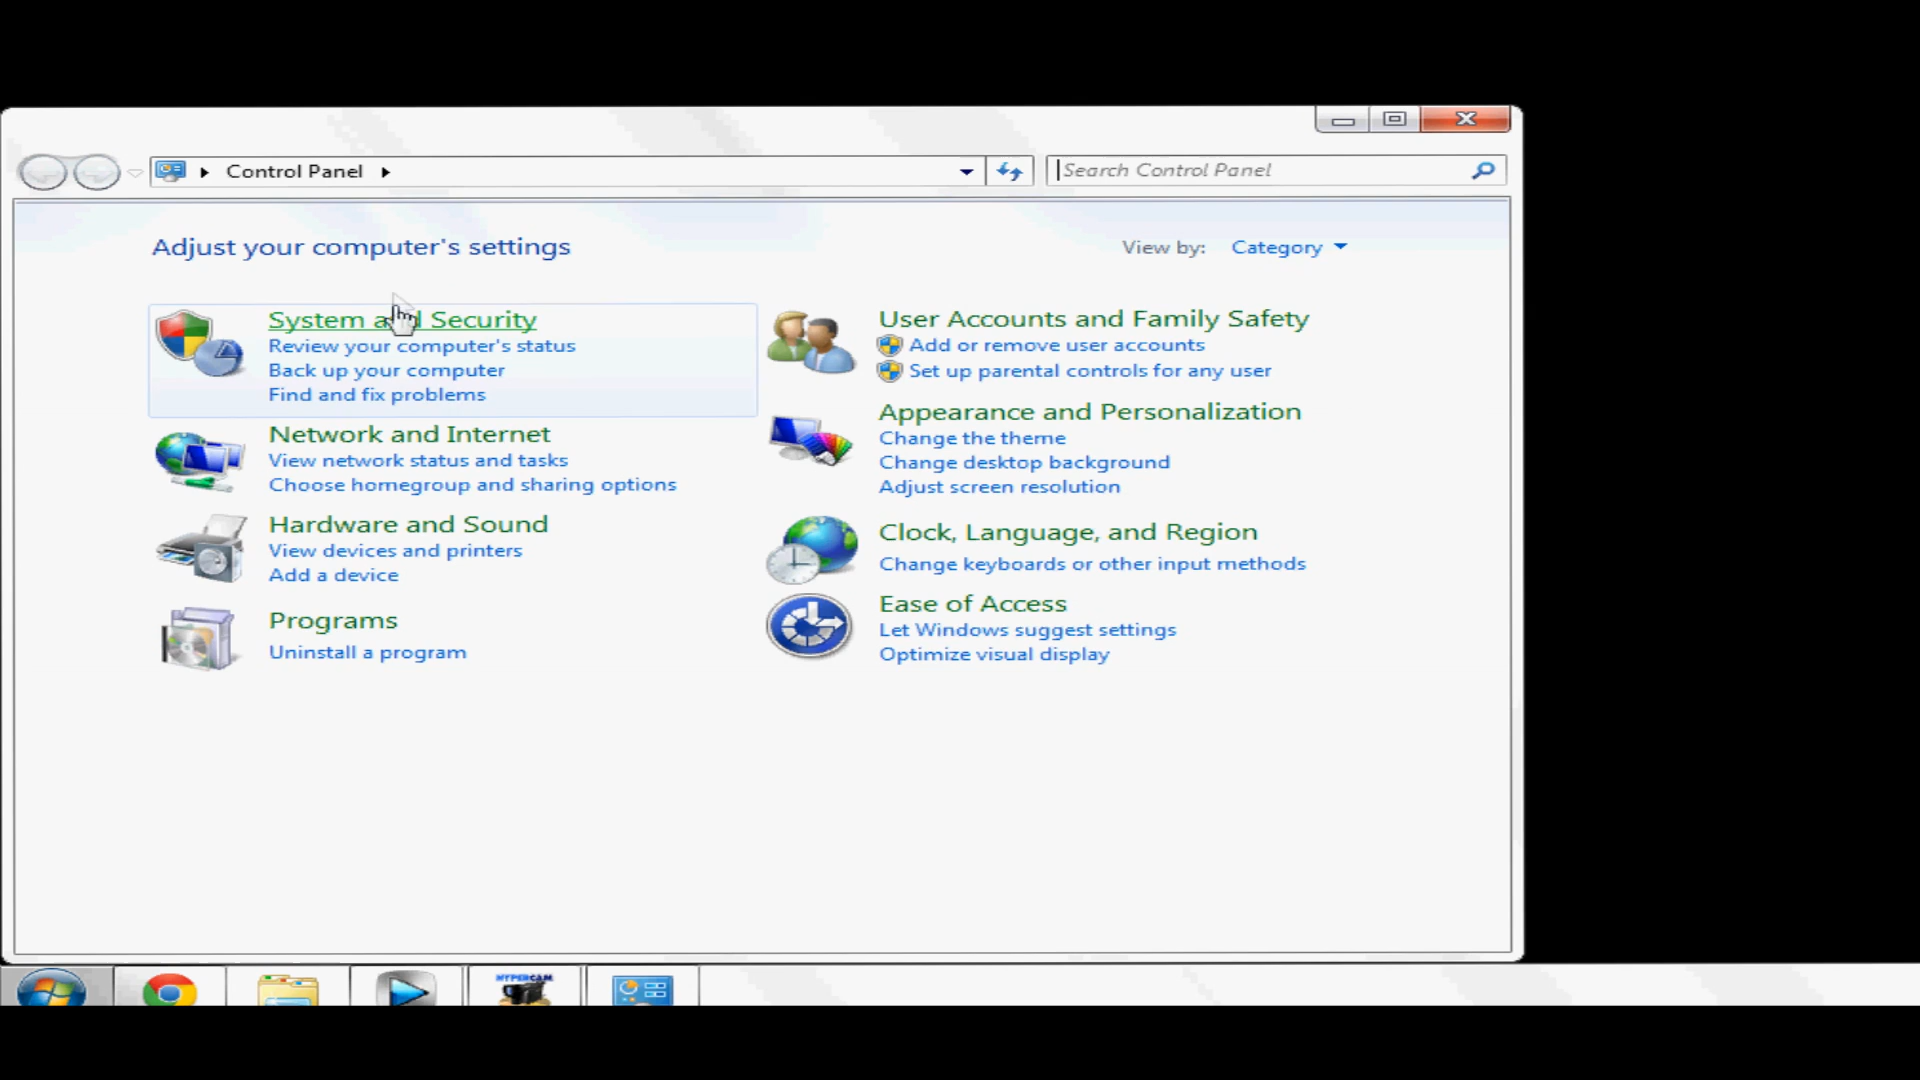 Control Panel
Search Control Panel
Adjust your computer's settings
View by: Category
System and Security
Review your computer's status
Back up your computer
Find and fix problems
Network and Internet
View network status and tasks
Choose homegroup and sharing options
Hardware and Sound
View devices and printers
Add a device
Programs
Uninstall a program
User Accounts and Family Safety
Add or remove user accounts
Set up parental controls for any user
Appearance and Personalization
Change the theme
Change desktop background
Adjust screen resolution
Clock, Language, and Region
Change keyboards or other input methods
Ease of Access
Let Windows suggest settings
Optimize visual display
HYPERCAM